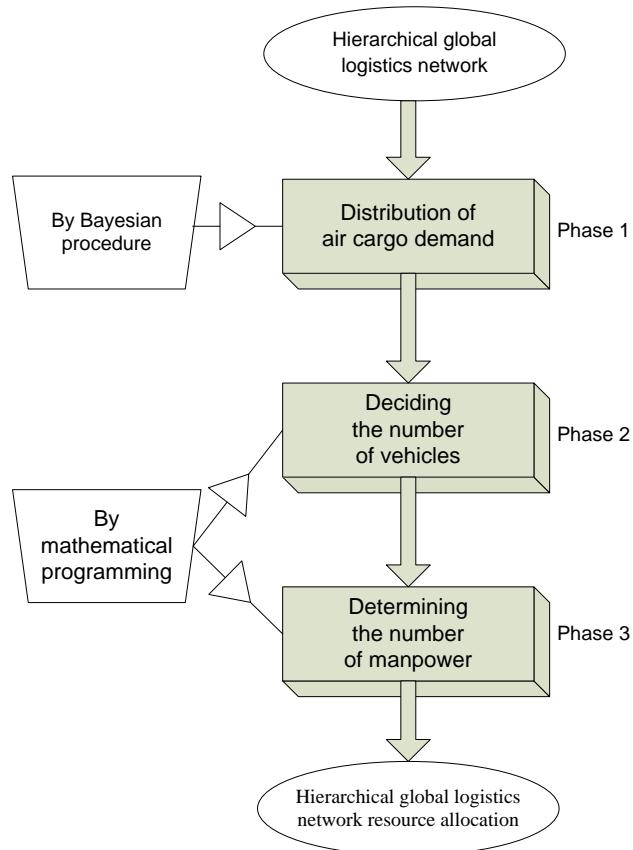 Hierarchical global
logistics network
By Bayesian
procedure
Distribution of
air cargo demand
Phase 1
Deciding
the number
of vehicles
Phase 2
By
mathematical
programming
Determining
the number
of manpower
Phase 3
Hierarchical global logistics
network resource allocation